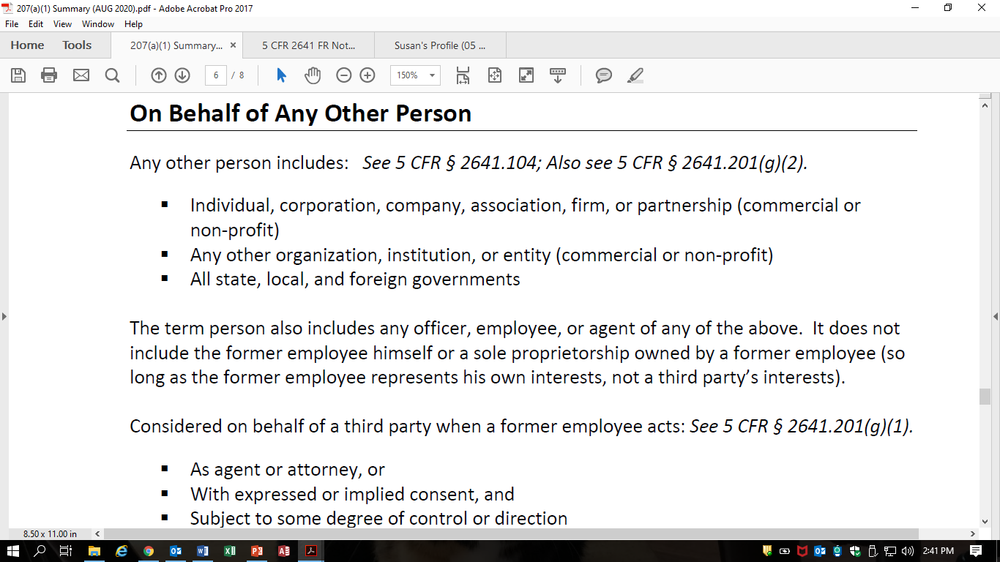 207(a)(1) Summary (AUG 2020).pdf - Adobe Acrobat Pro 2017
File Edit View Window Help
Home Tools 207(a)(1) Summary... × 5 CFR 2641 FR Not... Susan's Profile (05 ...
6 / 8 150%
On Behalf of Any Other Person
Any other person includes: See 5 CFR § 2641.104; Also see 5 CFR § 2641.201(g)(2).
▪ Individual, corporation, company, association, firm, or partnership (commercial or
non-profit)
▪ Any other organization, institution, or entity (commercial or non-profit)
▪ All state, local, and foreign governments
The term person also includes any officer, employee, or agent of any of the above. It does not
include the former employee himself or a sole proprietorship owned by a former employee (so
long as the former employee represents his own interests, not a third party’s interests).
Considered on behalf of a third party when a former employee acts: See 5 CFR § 2641.201(g)(1).
▪ As agent or attorney, or
▪ With expressed or implied consent, and
▪ Subject to some degree of control or direction
8.50 x 11.00 in
2:41 PM